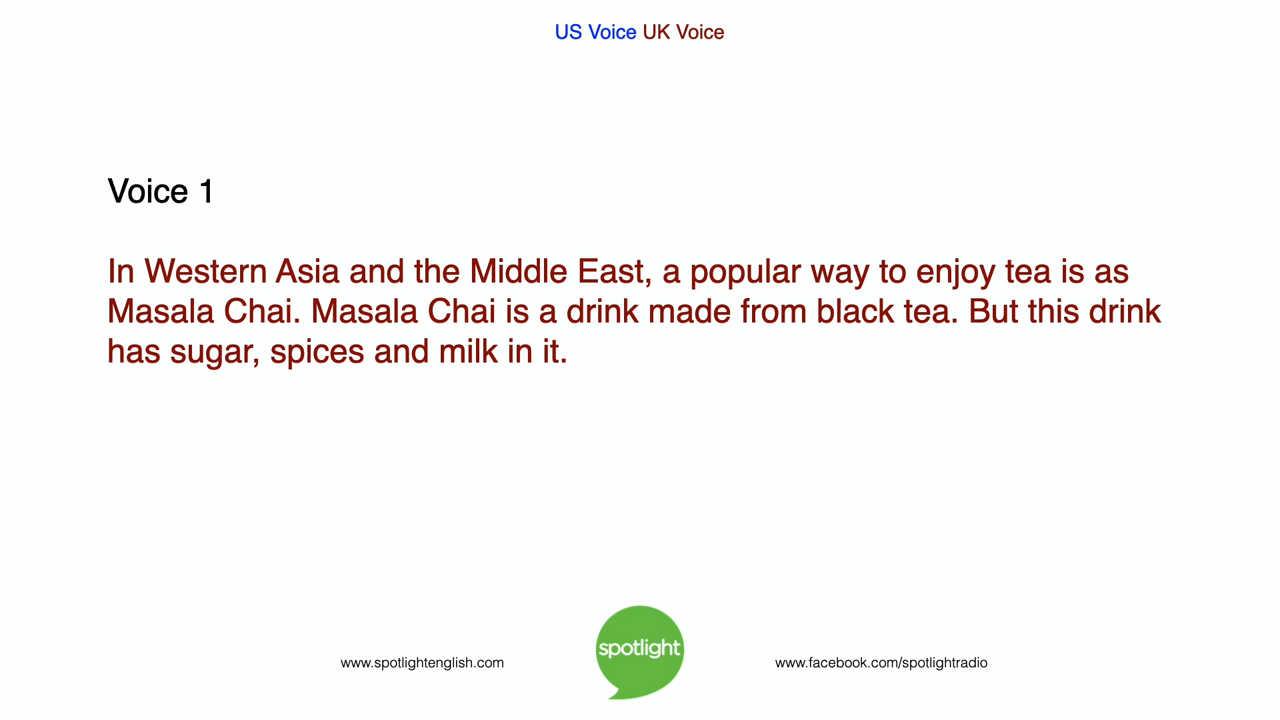 US Voice UK Voice
Voice 1
In Western Asia and the Middle East, a popular way to enjoy tea is as
Masala Chai. Masala Chai is a drink made from black tea. But this drink
has sugar, spices and milk in it.
www.spotlightenglish.com
spotlight
www.facebook.com/spotlightradio